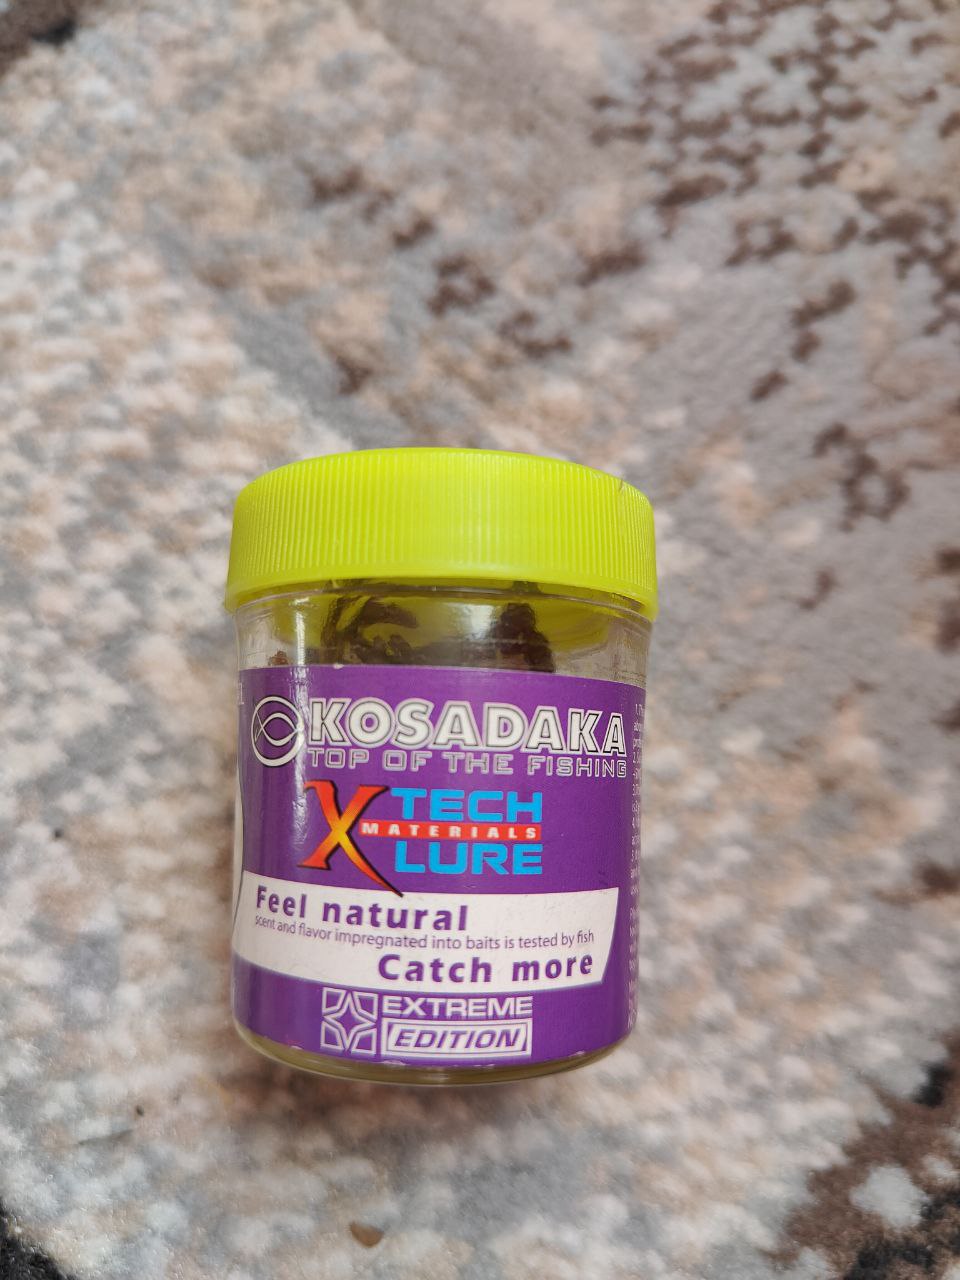 KOSADAKA
TOP OF THE FISHING
X TECH
MATERIALS
LURE
Feel natural
scent and flavor impregnated into baits is tested by fish
Catch more
EXTREME
EDITION